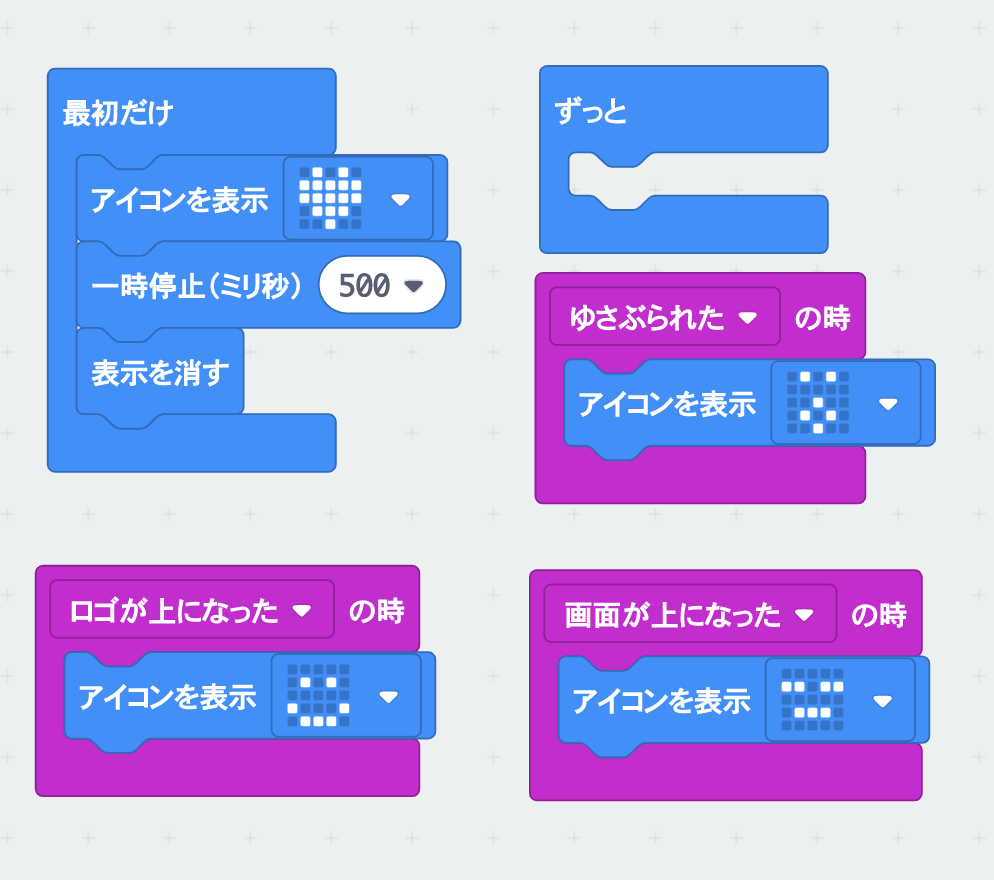 最初だけ
アイコンを表示
一時停止（ミリ秒） 500
表示を消す
ずっと
ゆさぶられた の時
アイコンを表示
ロゴが上になった の時
アイコンを表示
画面が上になった の時
アイコンを表示